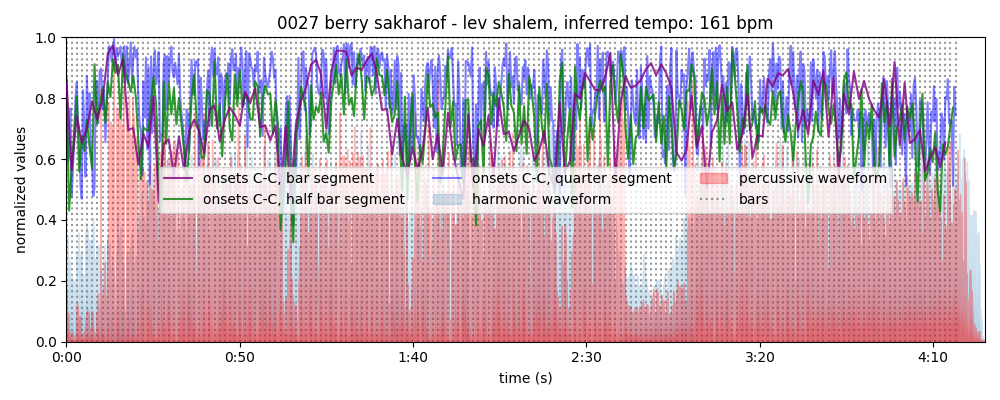 0027 berry sakharof - lev shalem, inferred tempo: 161 bpm
normalized values
1.0
0.8
0.6
0.4
0.2
0.0
onsets C-C, bar segment
onsets C-C, half bar segment
onsets C-C, quarter segment
harmonic waveform
percussive waveform
bars
0:00 0:50 1:40 2:30 3:20 4:10
time (s)